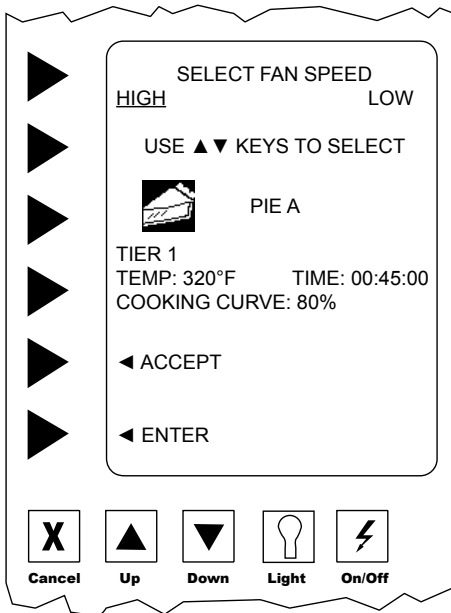 SELECT FAN SPEED
HIGH LOW
USE ▲▼ KEYS TO SELECT
PIE A
TIER 1
TEMP: 320°F TIME: 00:45:00
COOKING CURVE: 80%
◄ ACCEPT
◄ ENTER
X
Cancel Up Down Light On/Off